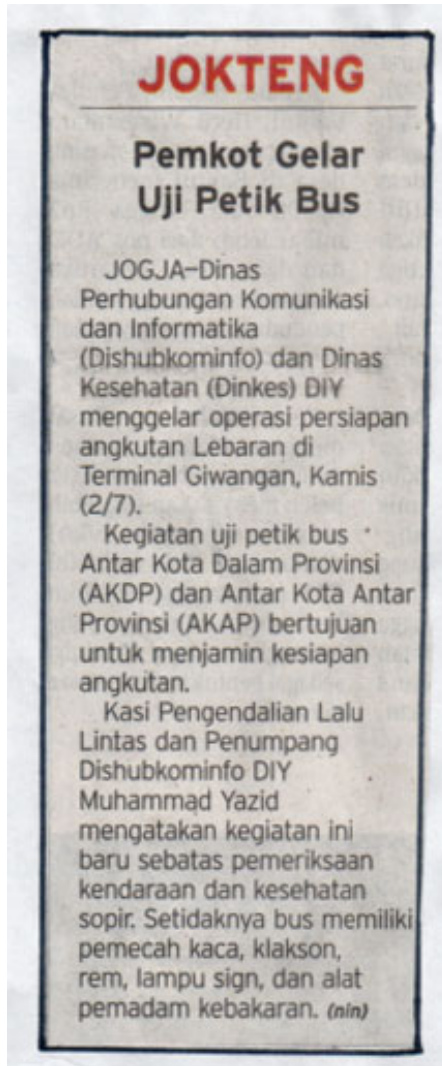 JOKTENG
Pemkot Gelar
Uji Petik Bus
JOGJA–Dinas
Perhubungan Komunikasi
dan Informatika
(Dishubkominfo) dan Dinas
Kesehatan (Dinkes) DIY
menggelar operasi persiapan
angkutan Lebaran di
Terminal Giwangan, Kamis
(2/7).
Kegiatan uji petik bus
Antar Kota Dalam Provinsi
(AKDP) dan Antar Kota Antar
Provinsi (AKAP) bertujuan
untuk menjamin kesiapan
angkutan.
Kasi Pengendalian Lalu
Lintas dan Penumpang
Dishubkominfo DIY
Muhammad Yazid
mengatakan kegiatan ini
baru sebatas pemeriksaan
kendaraan dan kesehatan
sopir. Setidaknya bus memiliki
pemecah kaca, klakson,
rem, lampu sign, dan alat
pemadam kebakaran. (nin)